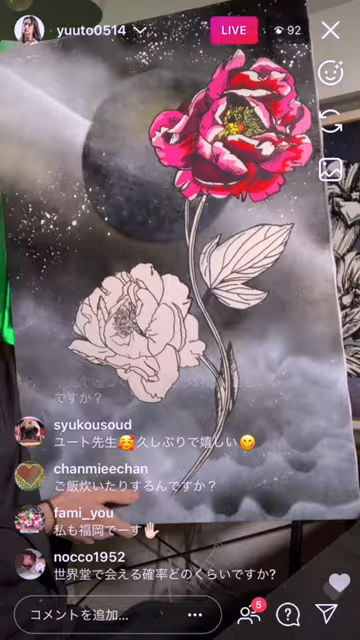 yuuto0514
LIVE
92
ですか？
syukousoud
ユート先生🥰久しぶりで嬉しい😋
chanmieechan
ご飯炊いたりするんですか？
fami_you
私も福岡でーす✋🏻
nocco1952
世界堂で会える確率どのくらいですか?
コメントを追加...
5